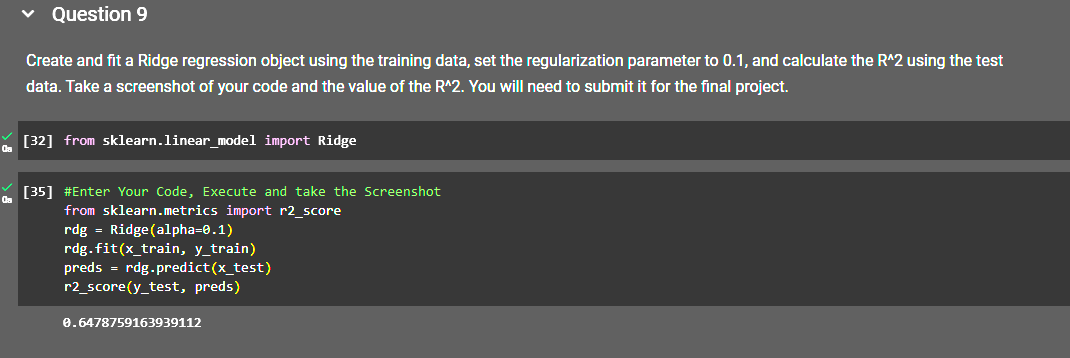 Question 9
Create and fit a Ridge regression object using the training data, set the regularization parameter to 0.1, and calculate the R^2 using the test
data. Take a screenshot of your code and the value of the R^2. You will need to submit it for the final project.
[32] from sklearn.linear_model import Ridge
0s
[35] #Enter Your Code, Execute and take the Screenshot
0s
from sklearn.metrics import r2_score
rdg = Ridge(alpha=0.1)
rdg.fit(x_train, y_train)
preds = rdg.predict(x_test)
r2_score(y_test, preds)
0.6478759163939112